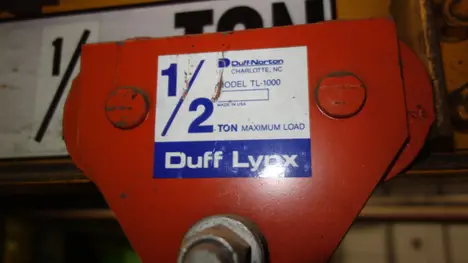 1/ TON
Duff-Norton
CHARLOTTE, NC
MODEL TL-1000
MADE IN USA
1/2 TON MAXIMUM LOAD
Duff Lynx